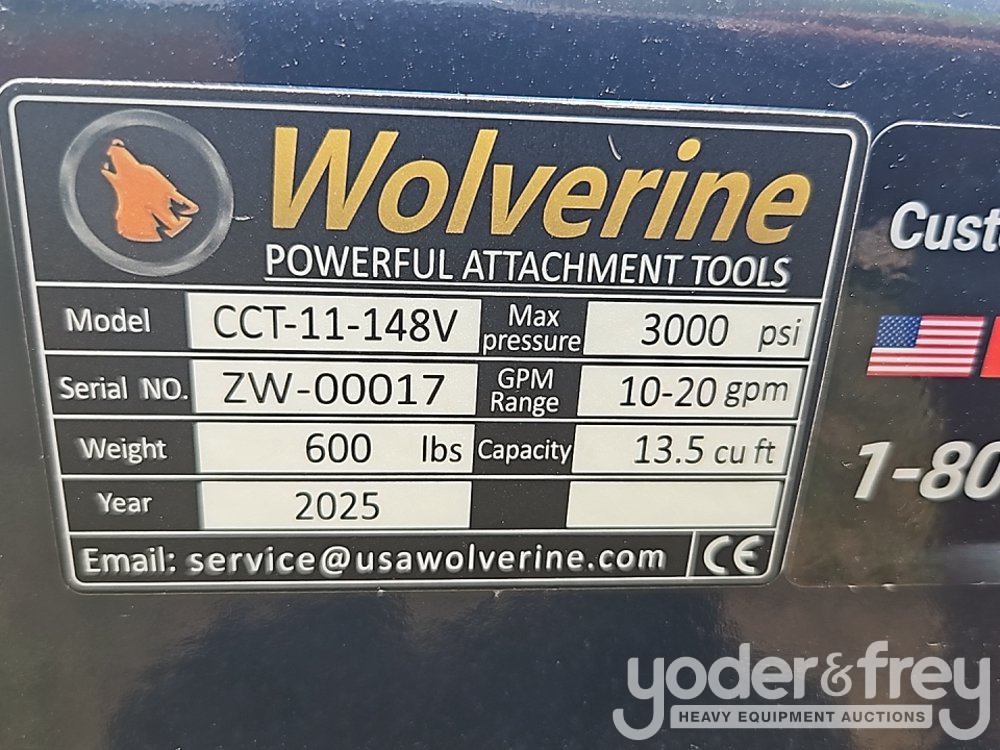 Wolverine
POWERFUL ATTACHMENT TOOLS
Model CCT-11-148V Max pressure 3000 psi
Serial NO. ZW-00017 GPM Range 10-20 gpm
Weight 600 lbs Capacity 13.5 cu ft
Year 2025
Email: service@usawolverine.com CE
Cust
1-80
yoder&frey
HEAVY EQUIPMENT AUCTIONS